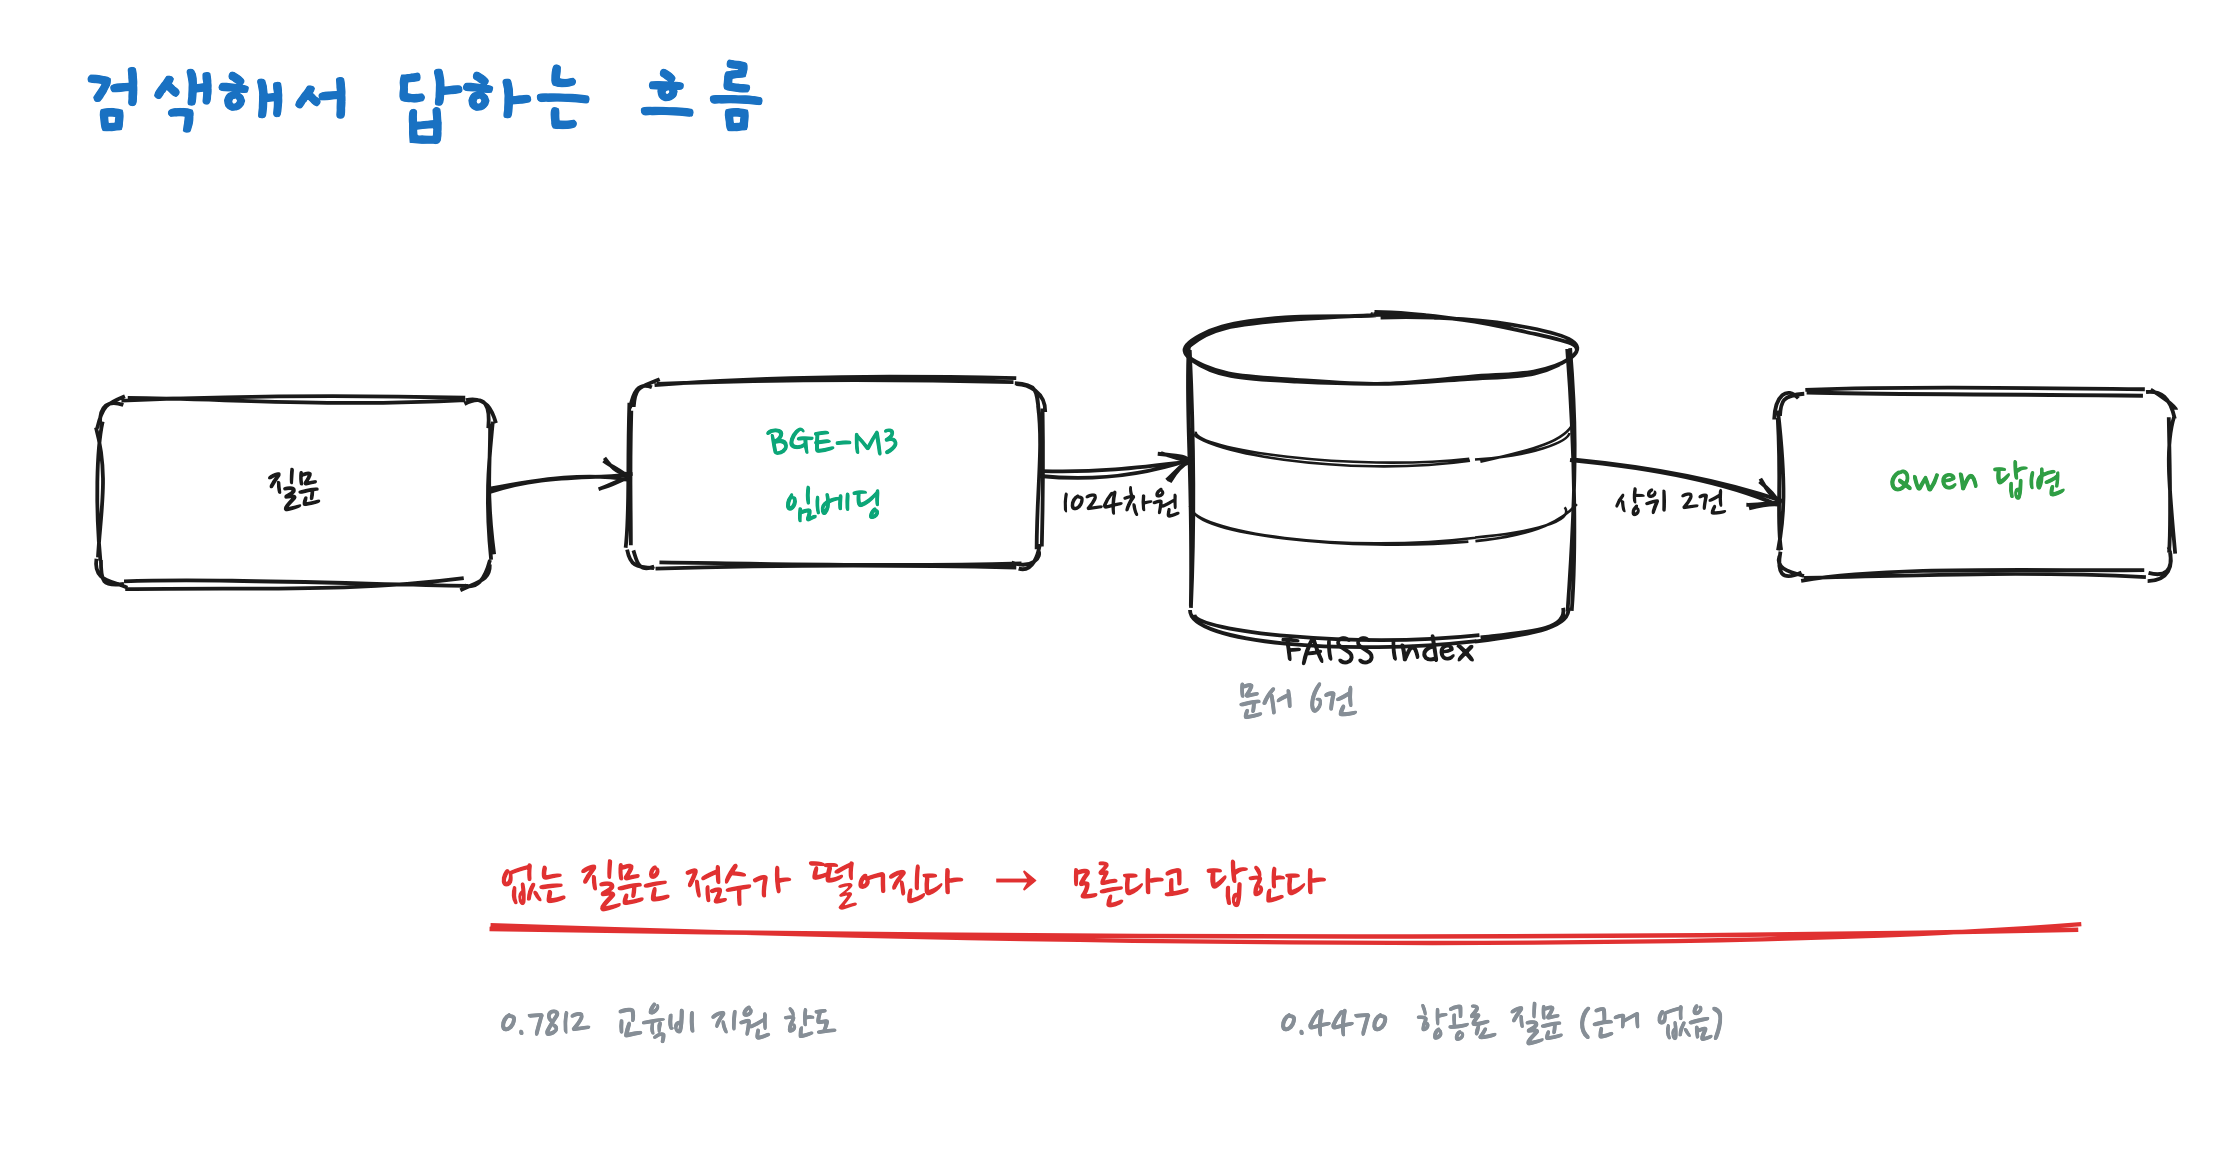 검색해서 답하는 흐름
질문
BGE-M3
임베딩
1024차원
상위 2건
Qwen 답변
FAISS Index
문서 6건
없는 질문은 점수가 떨어진다 → 모른다고 답한다
0.7812 교육비 지원 한도
0.4470 항공료 질문 (근거 없음)